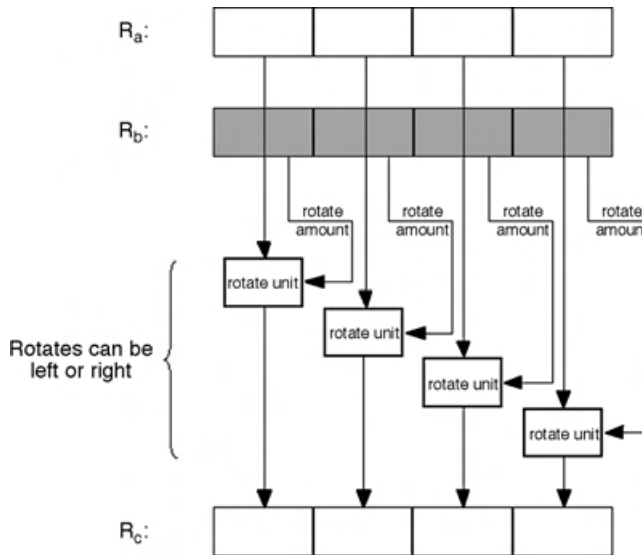 Ra:
Rb:
rotate
amount
rotate
amount
rotate
amount
rotate
amount
rotate unit
rotate unit
Rotates can be
left or right
rotate unit
rotate unit
Rc: